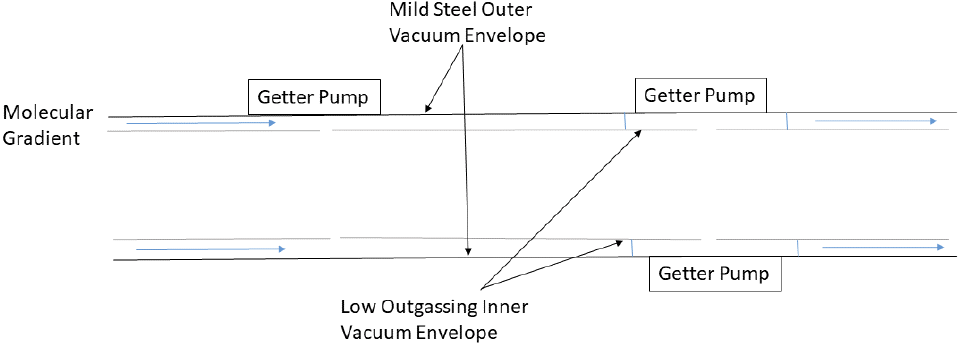 Mild Steel Outer
Vacuum Envelope
Getter Pump
Getter Pump
Molecular
Gradient
Getter Pump
Low Outgassing Inner
Vacuum Envelope